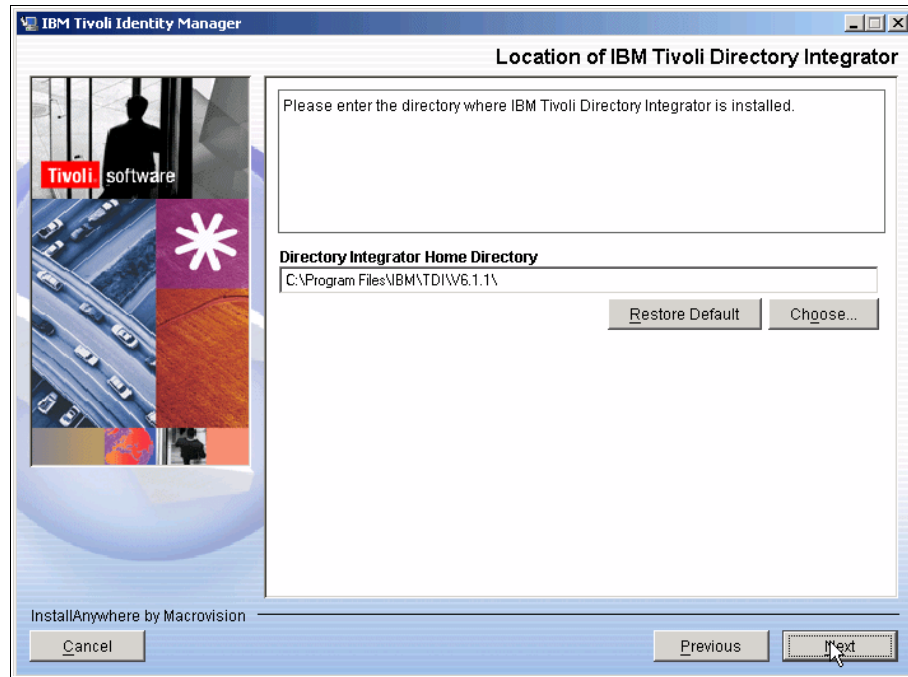 IBM Tivoli Identity Manager
Location of IBM Tivoli Directory Integrator
Please enter the directory where IBM Tivoli Directory Integrator is installed.
Tivoli. software
Directory Integrator Home Directory
C:\Program Files\IBM\TDI\V6.1.1\
Restore Default Choose...
InstallAnywhere by Macrovision
Cancel Previous Next